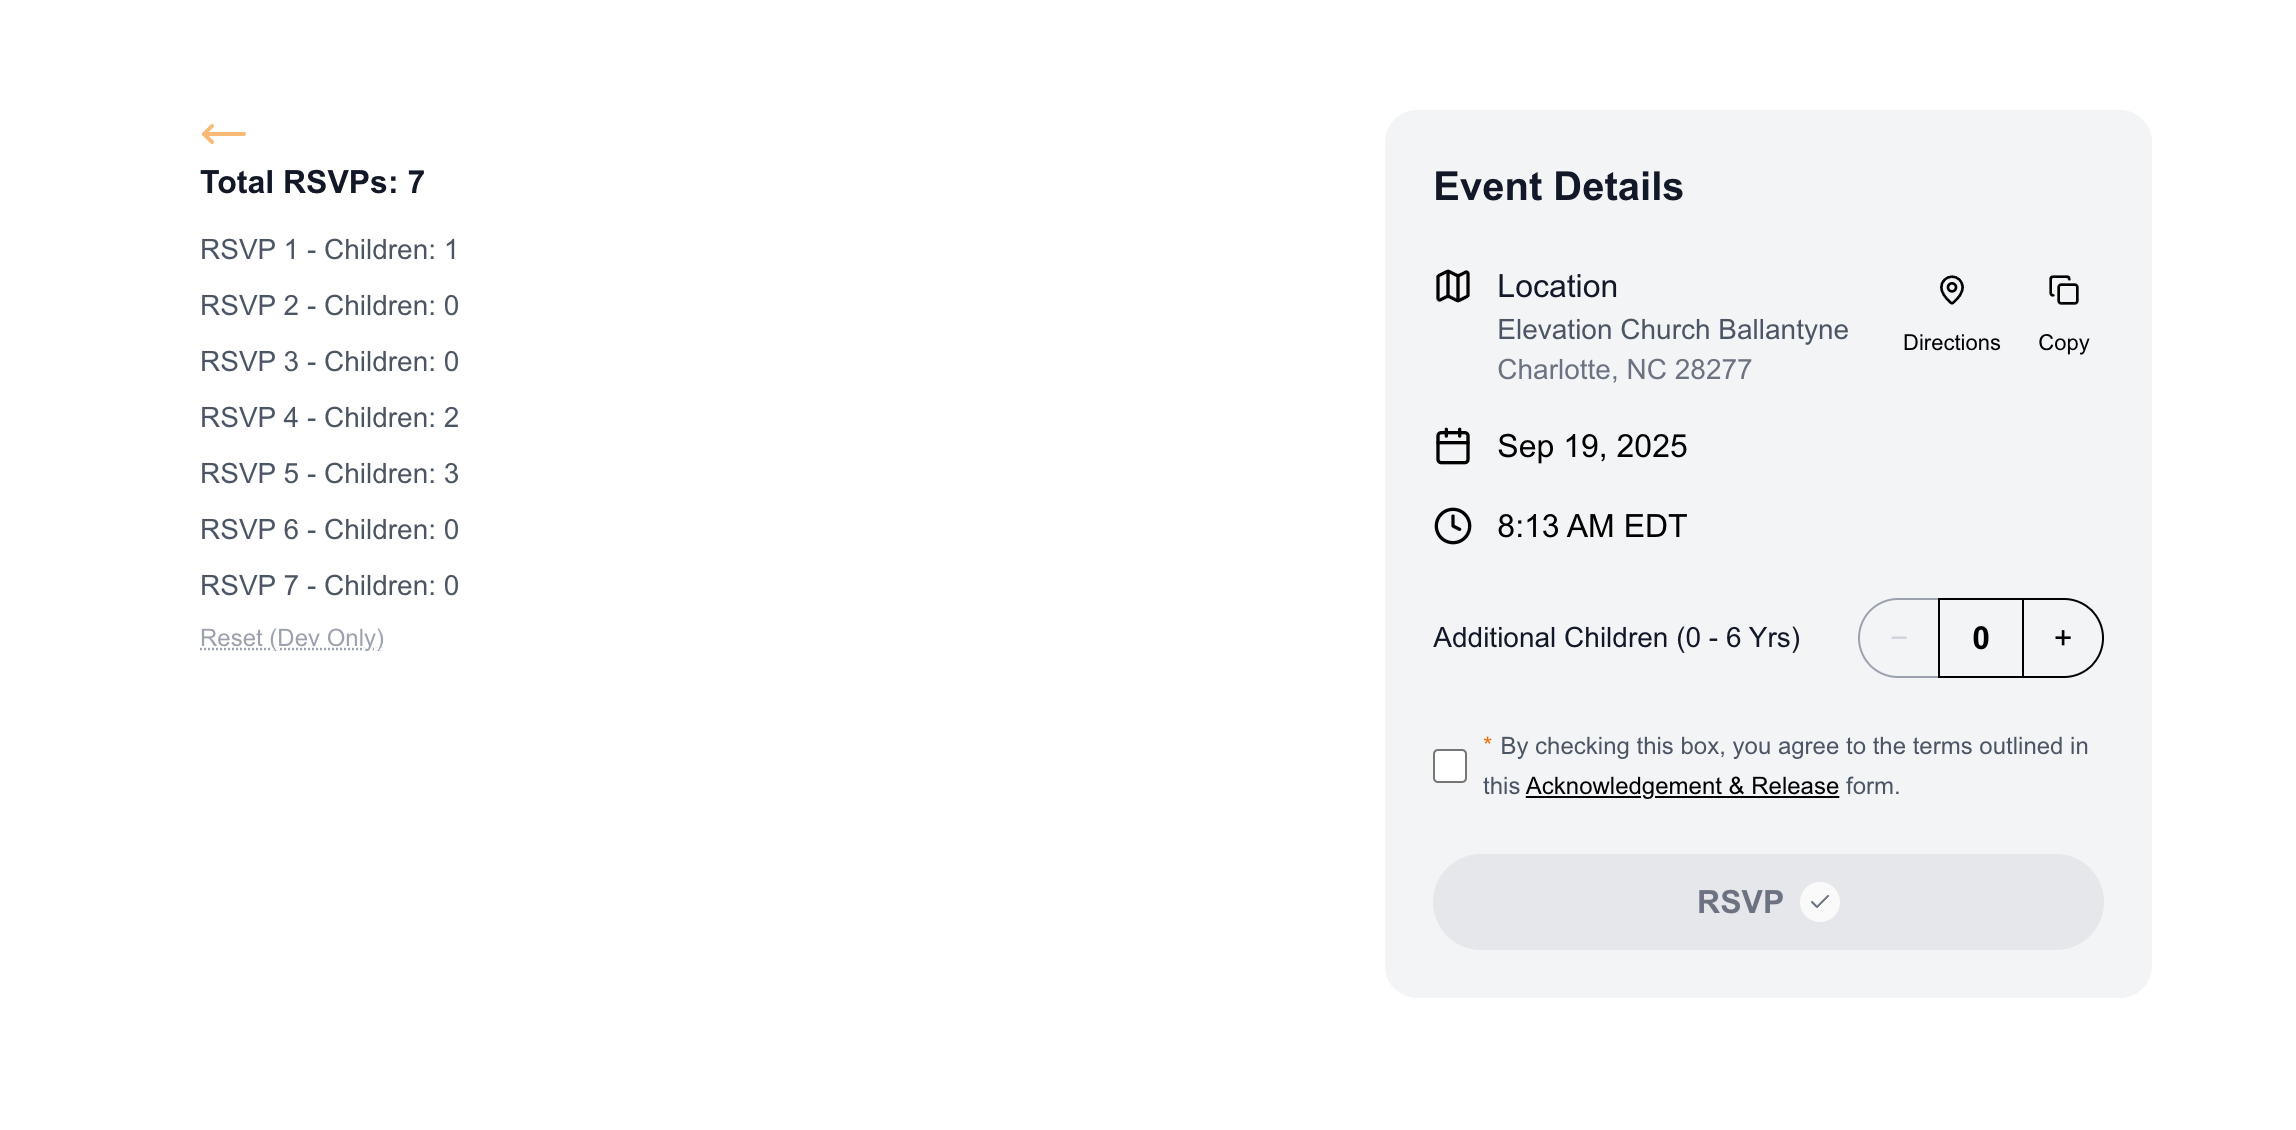 Total RSVPs: 7
RSVP 1 - Children: 1
RSVP 2 - Children: 0
RSVP 3 - Children: 0
RSVP 4 - Children: 2
RSVP 5 - Children: 3
RSVP 6 - Children: 0
RSVP 7 - Children: 0
Reset (Dev Only)
Event Details
Location
Elevation Church Ballantyne
Charlotte, NC 28277
Directions
Copy
Sep 19, 2025
8:13 AM EDT
Additional Children (0 - 6 Yrs)
− 0 +
* By checking this box, you agree to the terms outlined in
this Acknowledgement & Release form.
RSVP